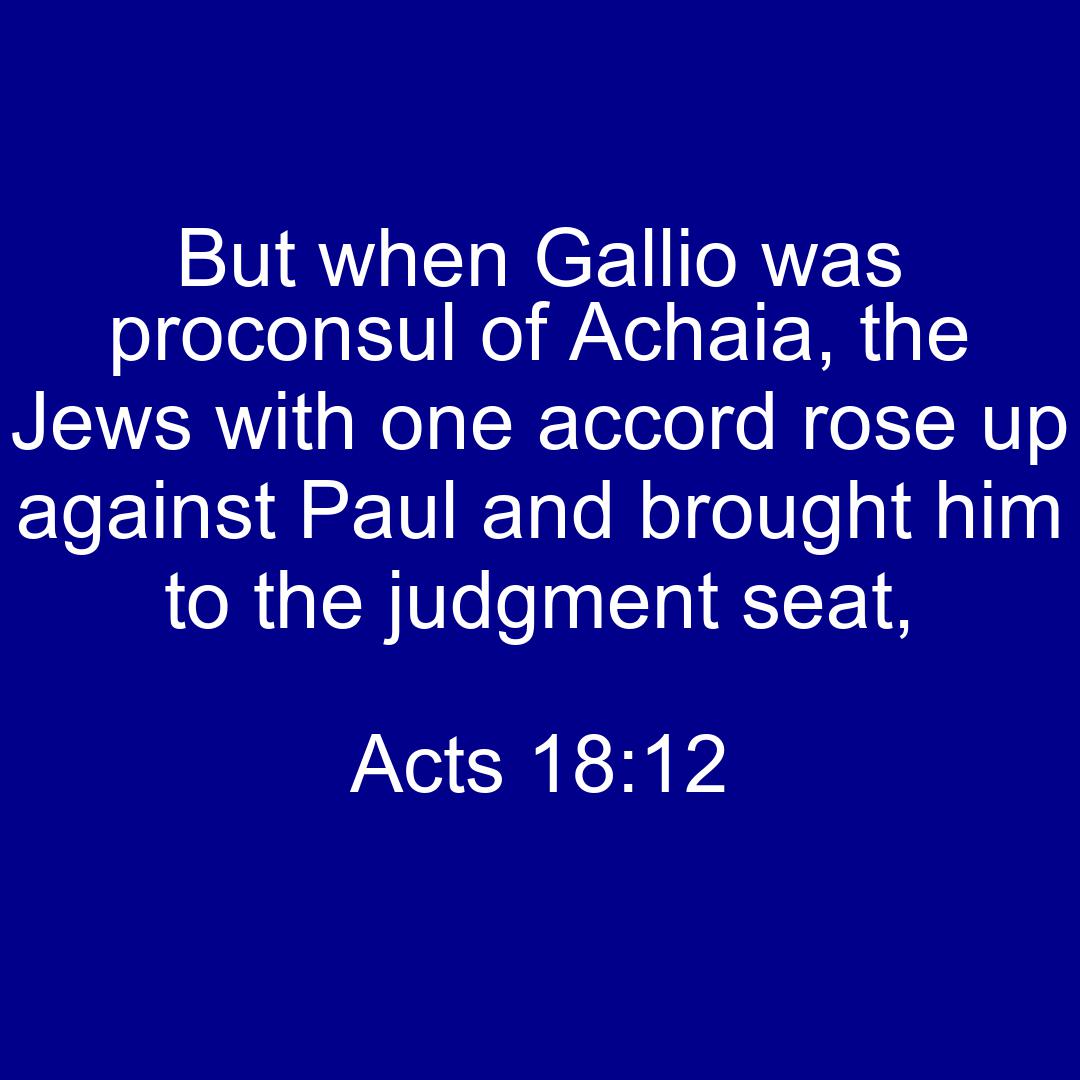 But when Gallio was
proconsul of Achaia, the
Jews with one accord rose up
against Paul and brought him
to the judgment seat,
Acts 18:12